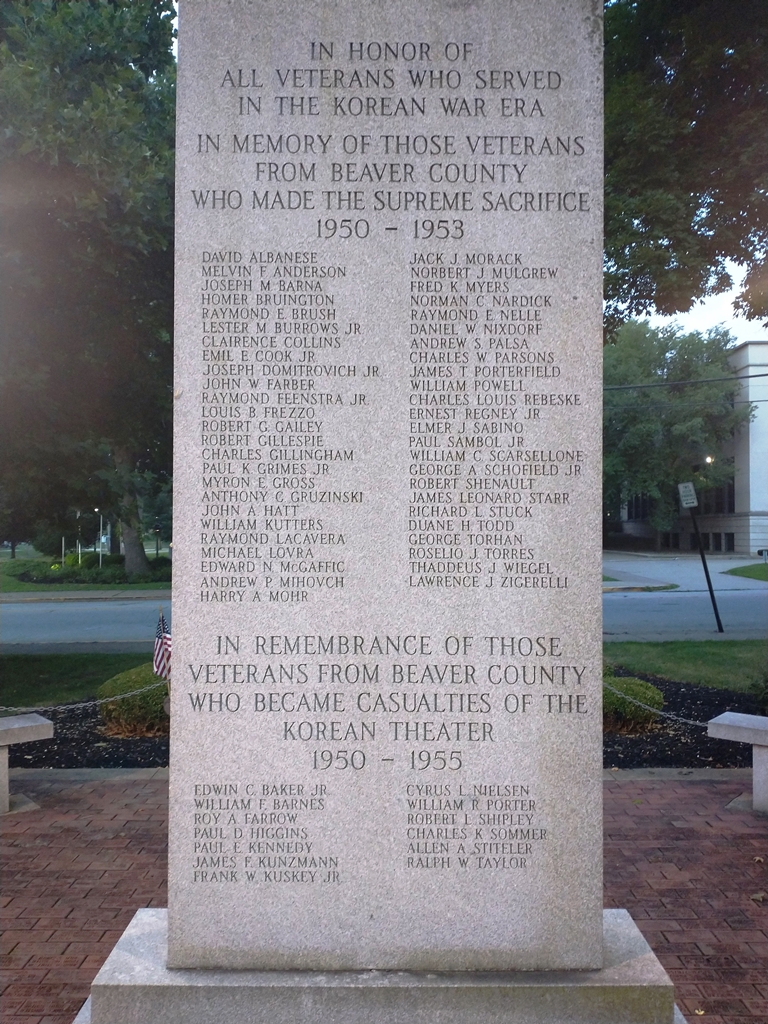 IN HONOR OF
ALL VETERANS WHO SERVED
IN THE KOREAN WAR ERA
IN MEMORY OF THOSE VETERANS
FROM BEAVER COUNTY
WHO MADE THE SUPREME SACRIFICE
1950 – 1953
DAVID ALBANESE
MELVIN F ANDERSON
JOSEPH M BARNA
HOMER BRUINGTON
RAYMOND E BRUSH
LESTER M BURROWS JR
CLAIRENCE COLLINS
EMIL E COOK JR
JOSEPH DOMITROVICH JR
JOHN W FARBER
RAYMOND FEENSTRA JR
LOUIS B FREZZO
ROBERT G GAILEY
ROBERT GILLESPIE
CHARLES GILLINGHAM
PAUL K GRIMES JR
MYRON E GROSS
ANTHONY C GRUZINSKI
JOHN A HATT
WILLIAM KUTTERS
RAYMOND LACAVERA
MICHAEL LOVRA
EDWARD N McGAFFIC
ANDREW P MIHOVCH
HARRY A MOHR
JACK J MORACK
NORBERT J MULGREW
FRED K MYERS
NORMAN C NARDICK
RAYMOND E NELLE
DANIEL W NIXDORF
ANDREW S PALSA
CHARLES W PARSONS
JAMES T PORTERFIELD
WILLIAM POWELL
CHARLES LOUIS REBESKE
ERNEST REGNEY JR
ELMER J SABINO
PAUL SAMBOL JR
WILLIAM C SCARSELLONE
GEORGE A SCHOFIELD JR
ROBERT SHENAULT
JAMES LEONARD STARR
RICHARD L STUCK
DUANE H TODD
GEORGE TORHAN
ROSELIO J TORRES
THADDEUS J WIEGEL
LAWRENCE J ZIGERELLI
IN REMEMBRANCE OF THOSE
VETERANS FROM BEAVER COUNTY
WHO BECAME CASUALTIES OF THE
KOREAN THEATER
1950 – 1955
EDWIN C BAKER JR
WILLIAM F BARNES
ROY A FARROW
PAUL D HIGGINS
PAUL E KENNEDY
JAMES F KUNZMANN
FRANK W KUSKEY JR
CYRUS L NIELSEN
WILLIAM R PORTER
ROBERT L SHIPLEY
CHARLES K SOMMER
ALLEN A STITELER
RALPH W TAYLOR